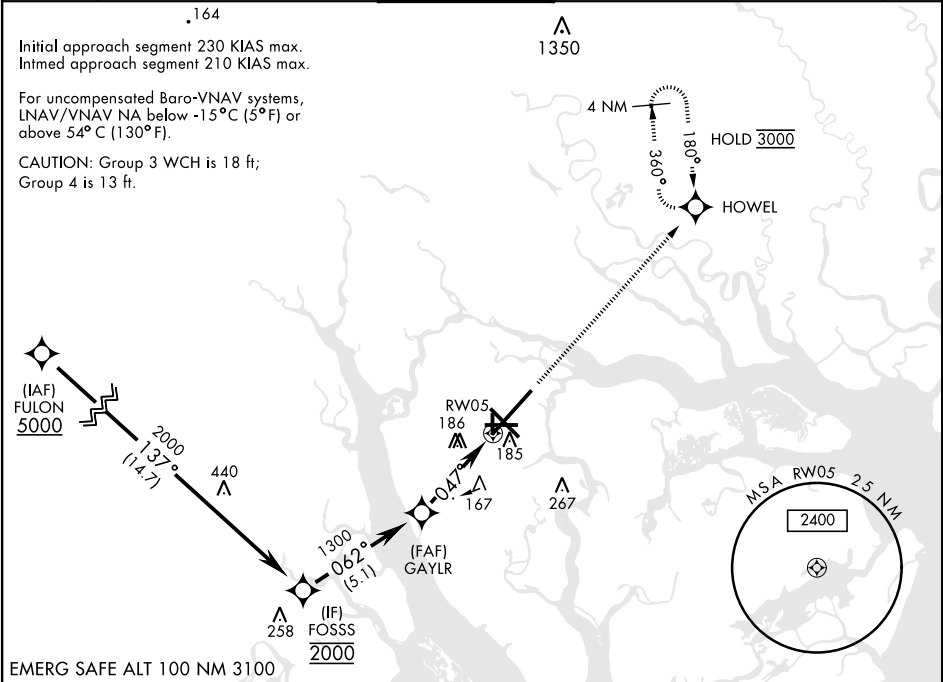 .164
Initial approach segment 230 KIAS max.
Intmed approach segment 210 KIAS max.
For uncompensated Baro-VNAV systems,
LNAV/VNAV NA below -15°C (5°F) or
above 54°C (130°F).
CAUTION: Group 3 WCH is 18 ft;
Group 4 is 13 ft.
1350
4 NM
HOLD 3000
360°
180°
HOWEL
(IAF)
FULON
5000
2000
137°
(14.7)
440
RW05
186
185
047°
167
267
1300
062°
(5.1)
(FAF)
GAYLR
258
(IF)
FOSSS
2000
MSA RW05 25 NM
2400
EMERG SAFE ALT 100 NM 3100